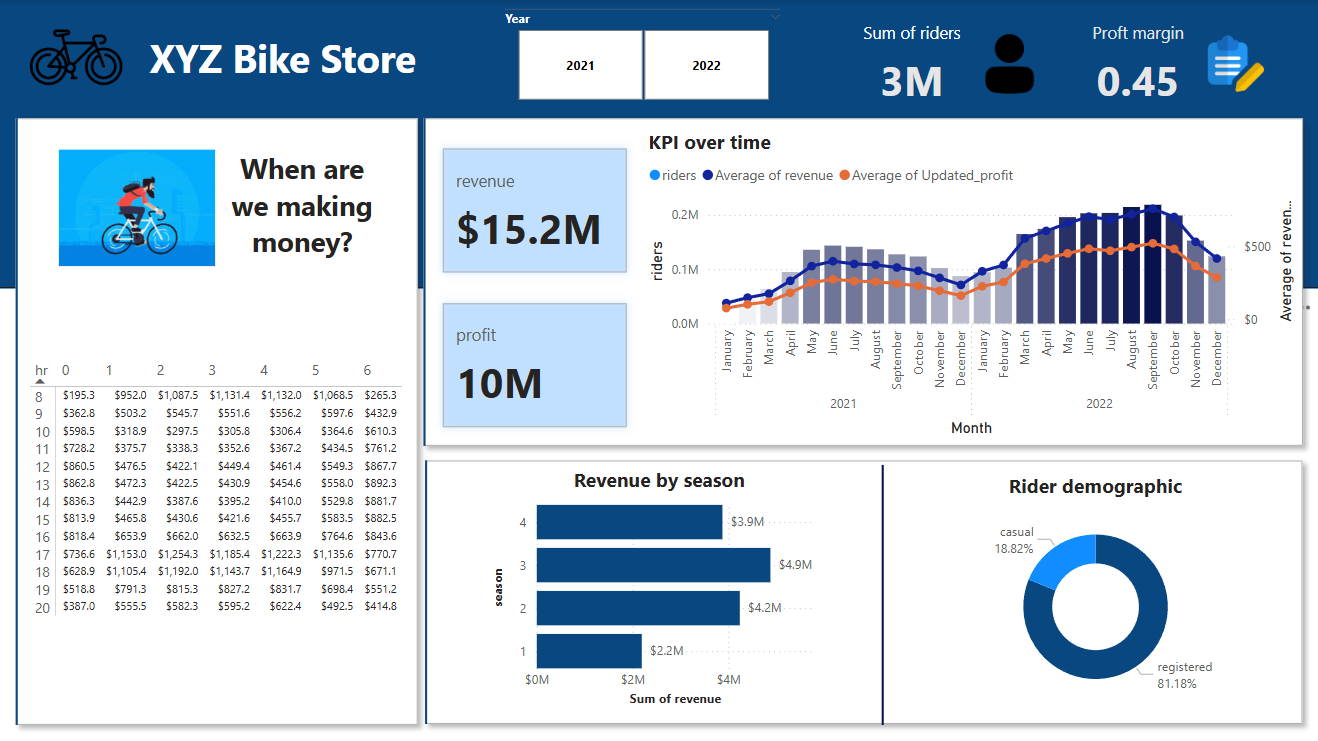 XYZ Bike Store
Year
2021
2022
Sum of riders
3M
Proft margin
0.45
When are
we making
money?
hr 0 1 2 3 4 5 6
8 $195.3 $952.0 $1,087.5 $1,131.4 $1,132.0 $1,068.5 $265.3
9 $362.8 $503.2 $545.7 $551.6 $556.2 $597.6 $432.9
10 $598.5 $318.9 $297.5 $305.8 $306.4 $364.6 $610.3
11 $728.2 $375.7 $338.3 $352.6 $367.2 $434.5 $761.2
12 $860.5 $476.5 $422.1 $449.4 $461.4 $549.3 $867.7
13 $862.8 $472.3 $422.5 $430.9 $454.6 $558.0 $892.3
14 $836.3 $442.9 $387.6 $395.2 $410.0 $529.8 $881.7
15 $813.9 $465.8 $430.6 $421.6 $455.7 $583.5 $882.5
16 $818.4 $653.9 $662.0 $632.5 $663.9 $764.6 $843.6
17 $736.6 $1,153.0 $1,254.3 $1,185.4 $1,222.3 $1,135.6 $770.7
18 $628.9 $1,105.4 $1,192.0 $1,143.7 $1,164.9 $971.5 $671.1
19 $518.8 $791.3 $815.3 $827.2 $831.7 $698.4 $551.2
20 $387.0 $555.5 $582.3 $595.2 $622.4 $492.5 $414.8
revenue
$15.2M
profit
10M
KPI over time
riders Average of revenue Average of Updated_profit
riders
0.2M
0.1M
0.0M
$500
$0
Average of reven...
January February March April May June July August September October November December January February March April May June July August September October November December
2021 2022
Month
Revenue by season
season
4 $3.9M
3 $4.9M
2 $4.2M
1 $2.2M
$0M $2M $4M
Sum of revenue
Rider demographic
casual
18.82%
registered
81.18%